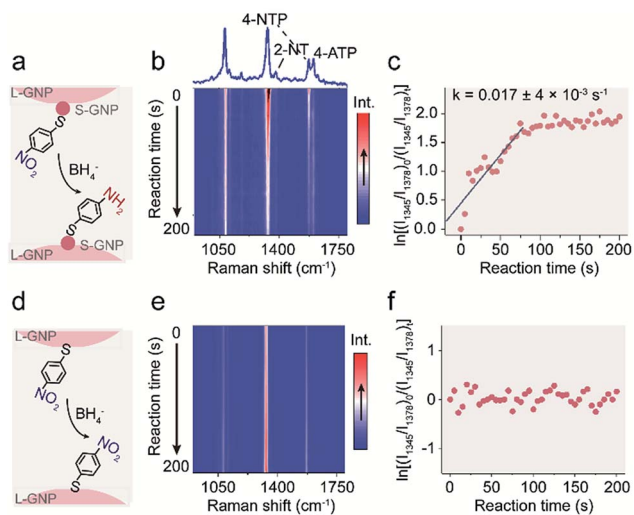 a
L-GNP
S-GNP
S
NO2
BH4-
NH2
S
S-GNP
L-GNP
b
4-NTP
2-NT
4-ATP
0
Reaction time (s)
200
Int.
1050 1400 1750
Raman shift (cm-1)
c
k = 0.017 ± 4 × 10-3 s-1
ln[(I1345/I1378)0/(I1345/I1378)t]
2.0
1.5
1.0
0.5
0.0
0 50 100 150 200
Reaction time (s)
d
L-GNP
S
NO2
BH4-
NO2
S
L-GNP
e
0
Reaction time (s)
200
Int.
1050 1400 1750
Raman shift (cm-1)
f
ln[(I1345/I1378)0/(I1345/I1378)t]
1
0
-1
0 50 100 150 200
Reaction time (s)